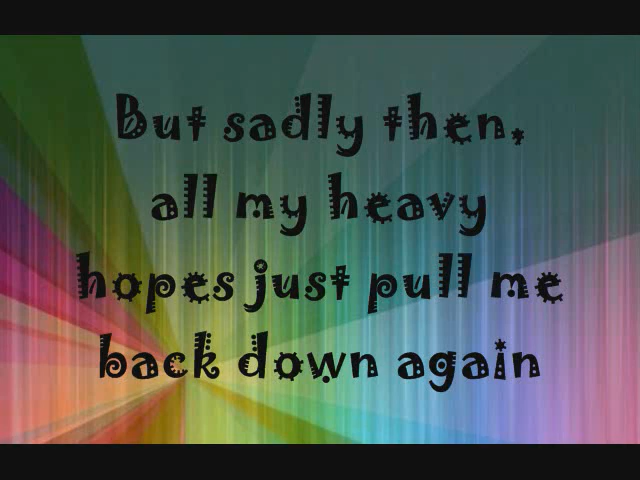 But sadly then,
all my heavy
hopes just pull me
back down again